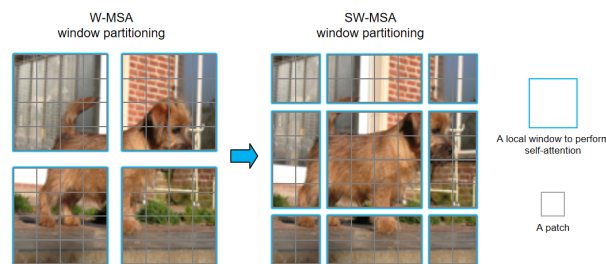 W-MSA
window partitioning
SW-MSA
window partitioning
A local window to perform
self-attention
A patch